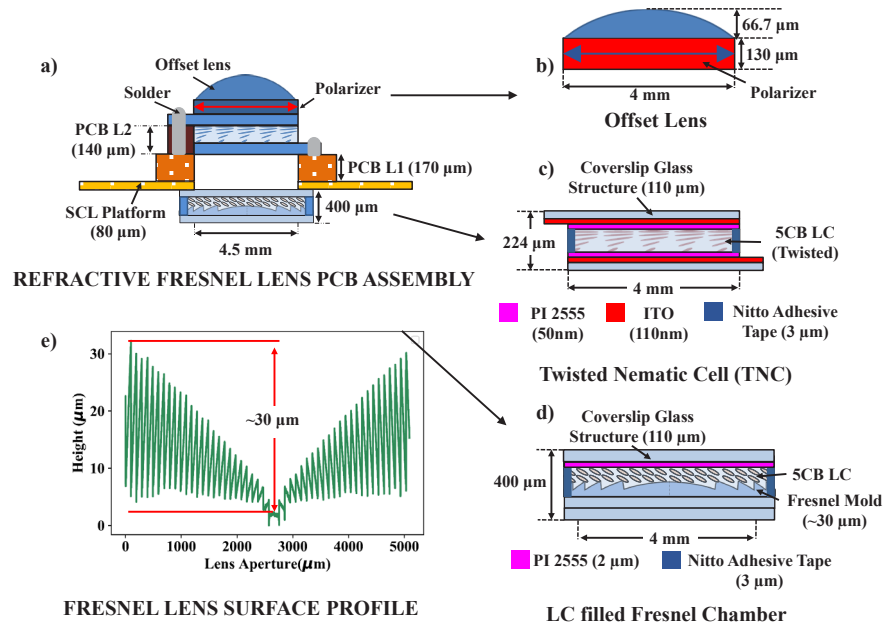 a)
Offset lens
Solder
Polarizer
PCB L2
(140 μm)
PCB L1 (170 μm)
SCL Platform
(80 μm)
400 μm
4.5 mm
REFRACTIVE FRESNEL LENS PCB ASSEMBLY
b)
66.7 μm
130 μm
4 mm
Polarizer
Offset Lens
c)
Coverslip Glass
Structure (110 μm)
224 μm
5CB LC
(Twisted)
4 mm
PI 2555
(50nm)
ITO
(110nm)
Nitto Adhesive
Tape (3 μm)
Twisted Nematic Cell (TNC)
d)
Coverslip Glass
Structure (110 μm)
400 μm
5CB LC
Fresnel Mold
(~30 μm)
4 mm
PI 2555 (2 μm)
Nitto Adhesive Tape
(3 μm)
LC filled Fresnel Chamber
e)
Height (μm)
30
20
10
0
~30 μm
0 1000 2000 3000 4000 5000
Lens Aperture(μm)
FRESNEL LENS SURFACE PROFILE